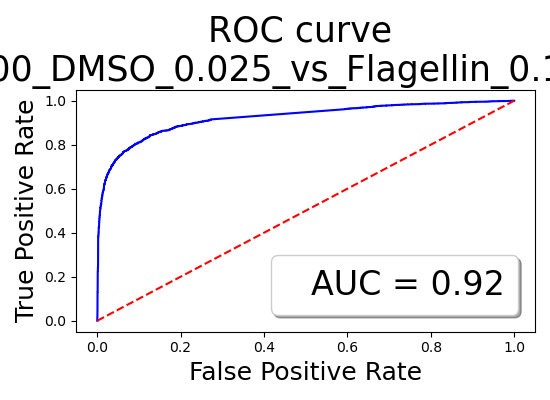 ROC curve
00_DMSO_0.025_vs_Flagellin_0.1
True Positive Rate
1.0
0.8
0.6
0.4
0.2
0.0
AUC = 0.92
0.0 0.2 0.4 0.6 0.8 1.0
False Positive Rate